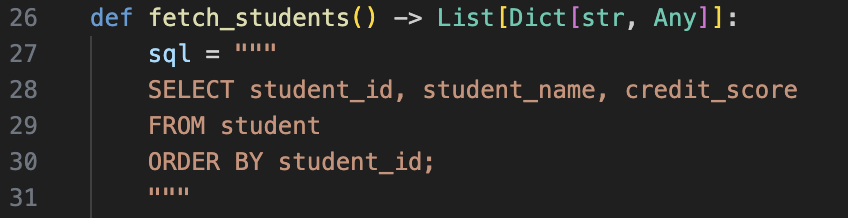 26 def fetch_students() -> List[Dict[str, Any]]:
27 sql = """
28 SELECT student_id, student_name, credit_score
29 FROM student
30 ORDER BY student_id;
31 """